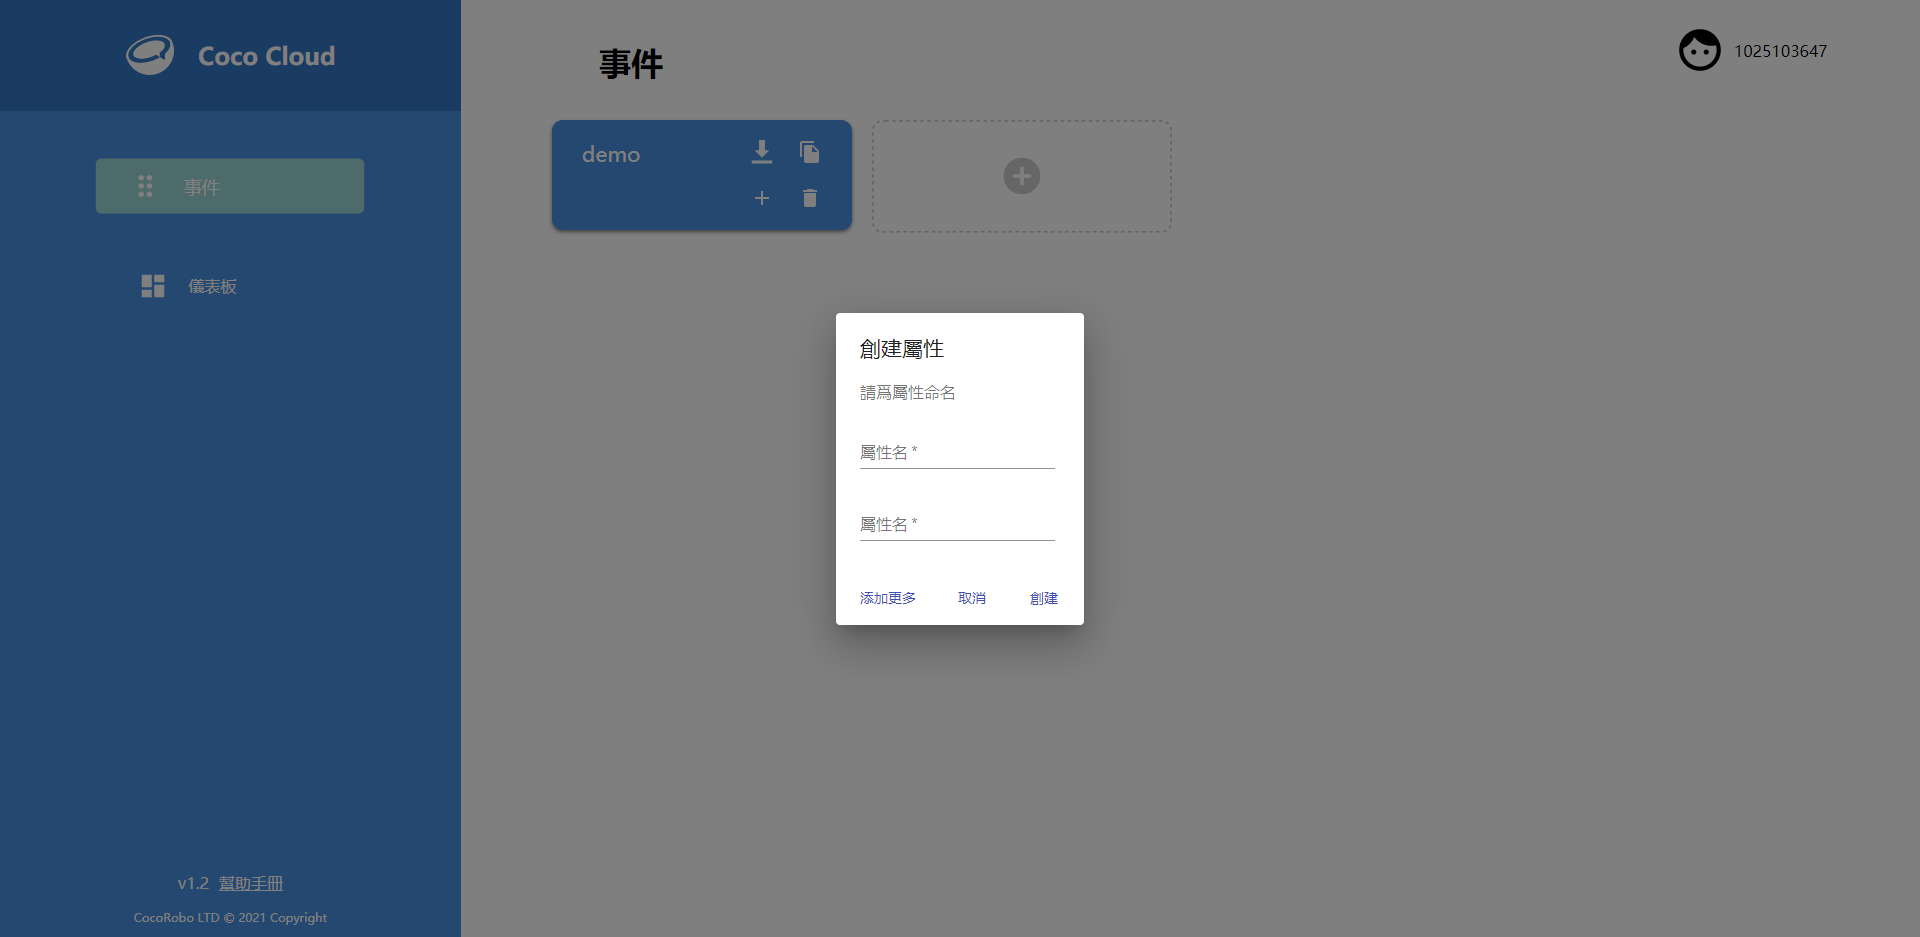 Coco Cloud
事件
儀表板
v1.2 幫助手冊
CocoRobo LTD © 2021 Copyright
事件
1025103647
demo
創建屬性
請爲屬性命名
屬性名 *
屬性名 *
添加更多 取消 創建